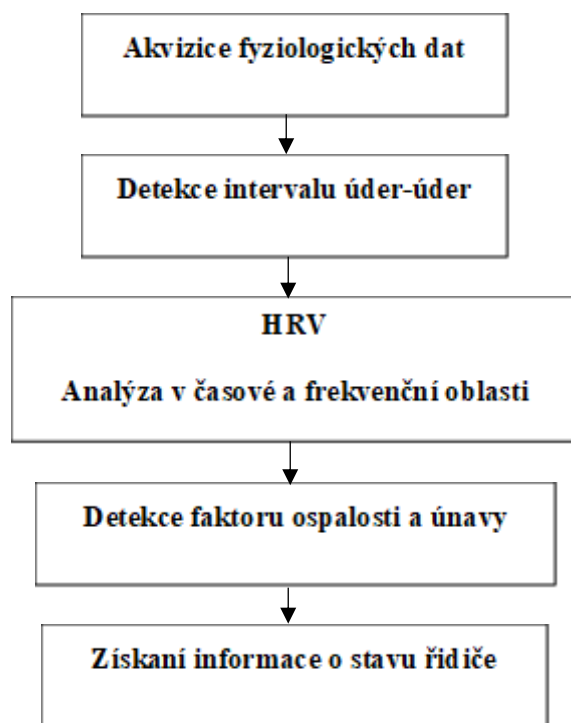 Akvizice fyziologických dat
Detekce intervalu úder-úder
HRV
Analýza v časové a frekvenční oblasti
Detekce faktoru ospalosti a únavy
Získaní informace o stavu řidiče